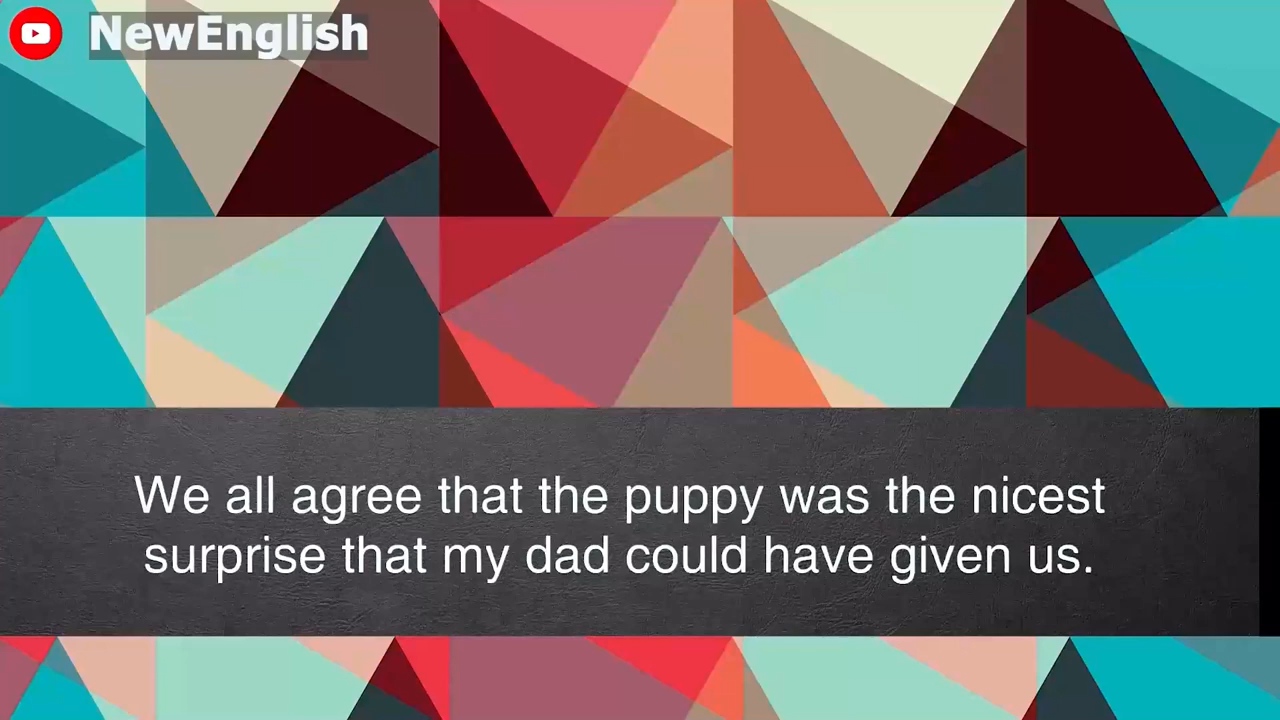 NewEnglish
We all agree that the puppy was the nicest
surprise that my dad could have given us.